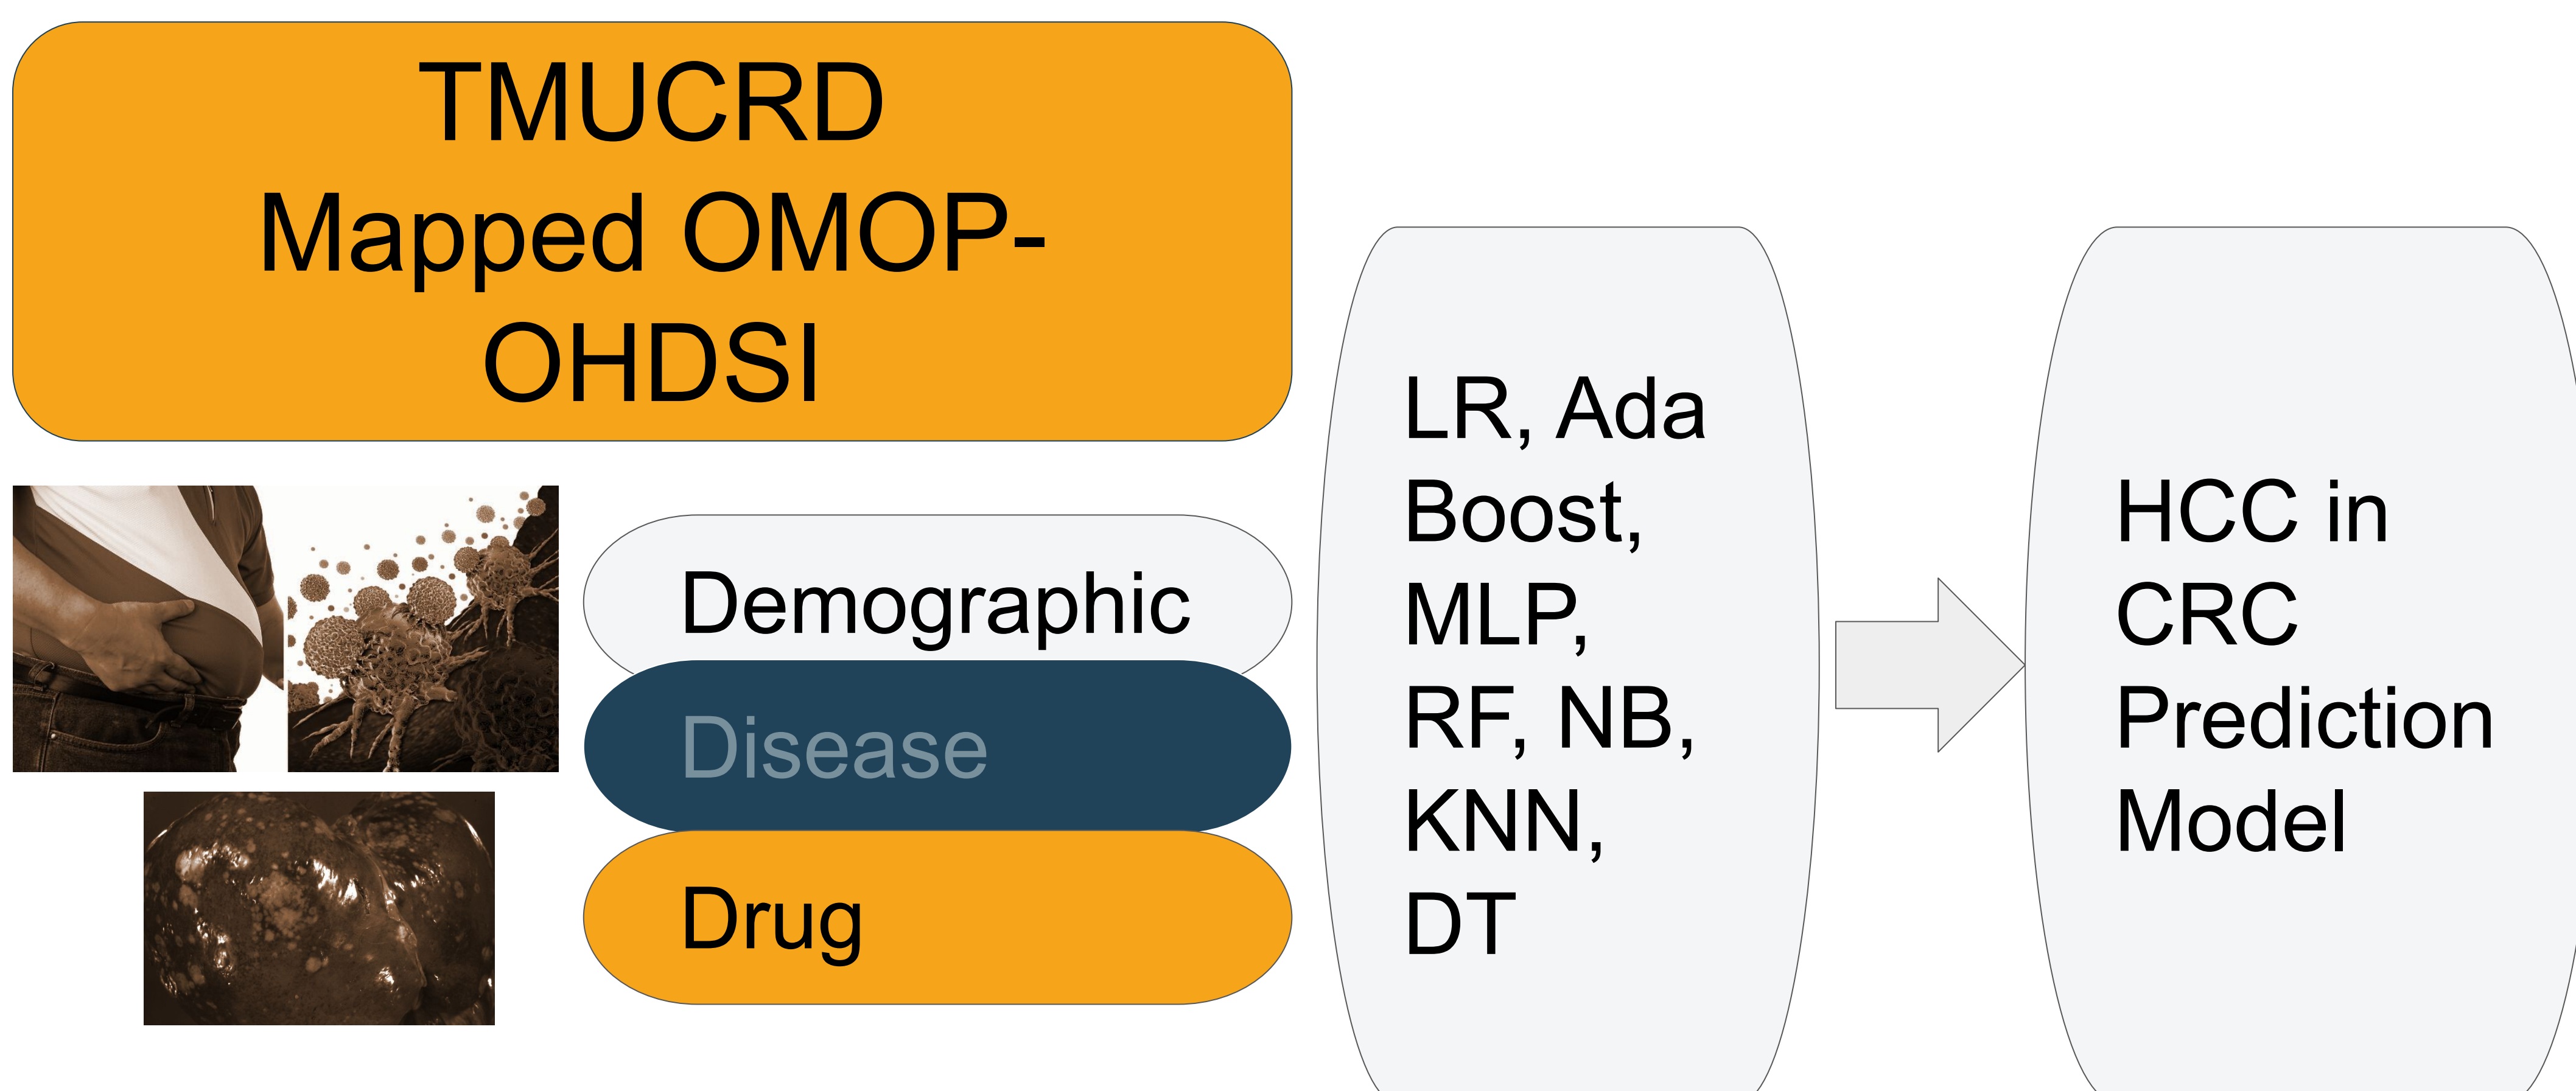 TMUCRD
Mapped OMOP-
OHDSI
Demographic
Disease
Drug
LR, Ada
Boost,
MLP,
RF, NB,
KNN,
DT
HCC in
CRC
Prediction
Model